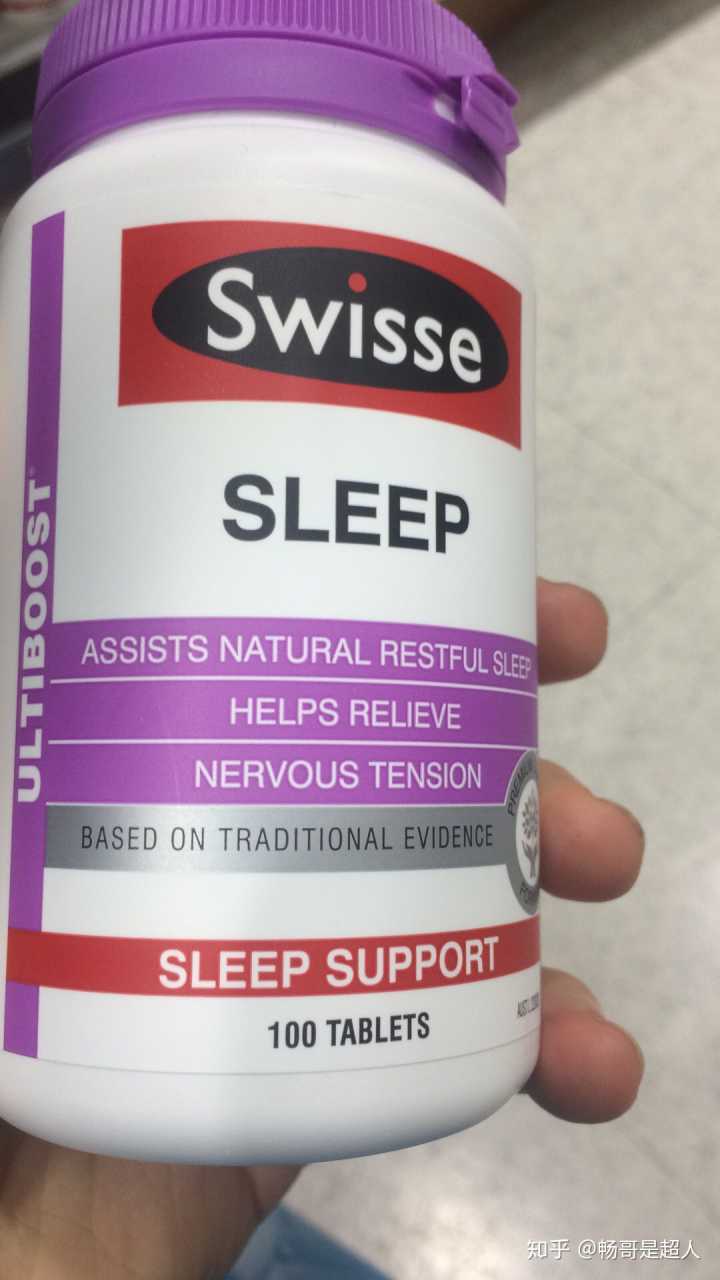 Swisse
SLEEP
ULTIBOOST®
ASSISTS NATURAL RESTFUL SLEEP
HELPS RELIEVE
NERVOUS TENSION
BASED ON TRADITIONAL EVIDENCE
SLEEP SUPPORT
100 TABLETS
知乎 @畅哥是超人